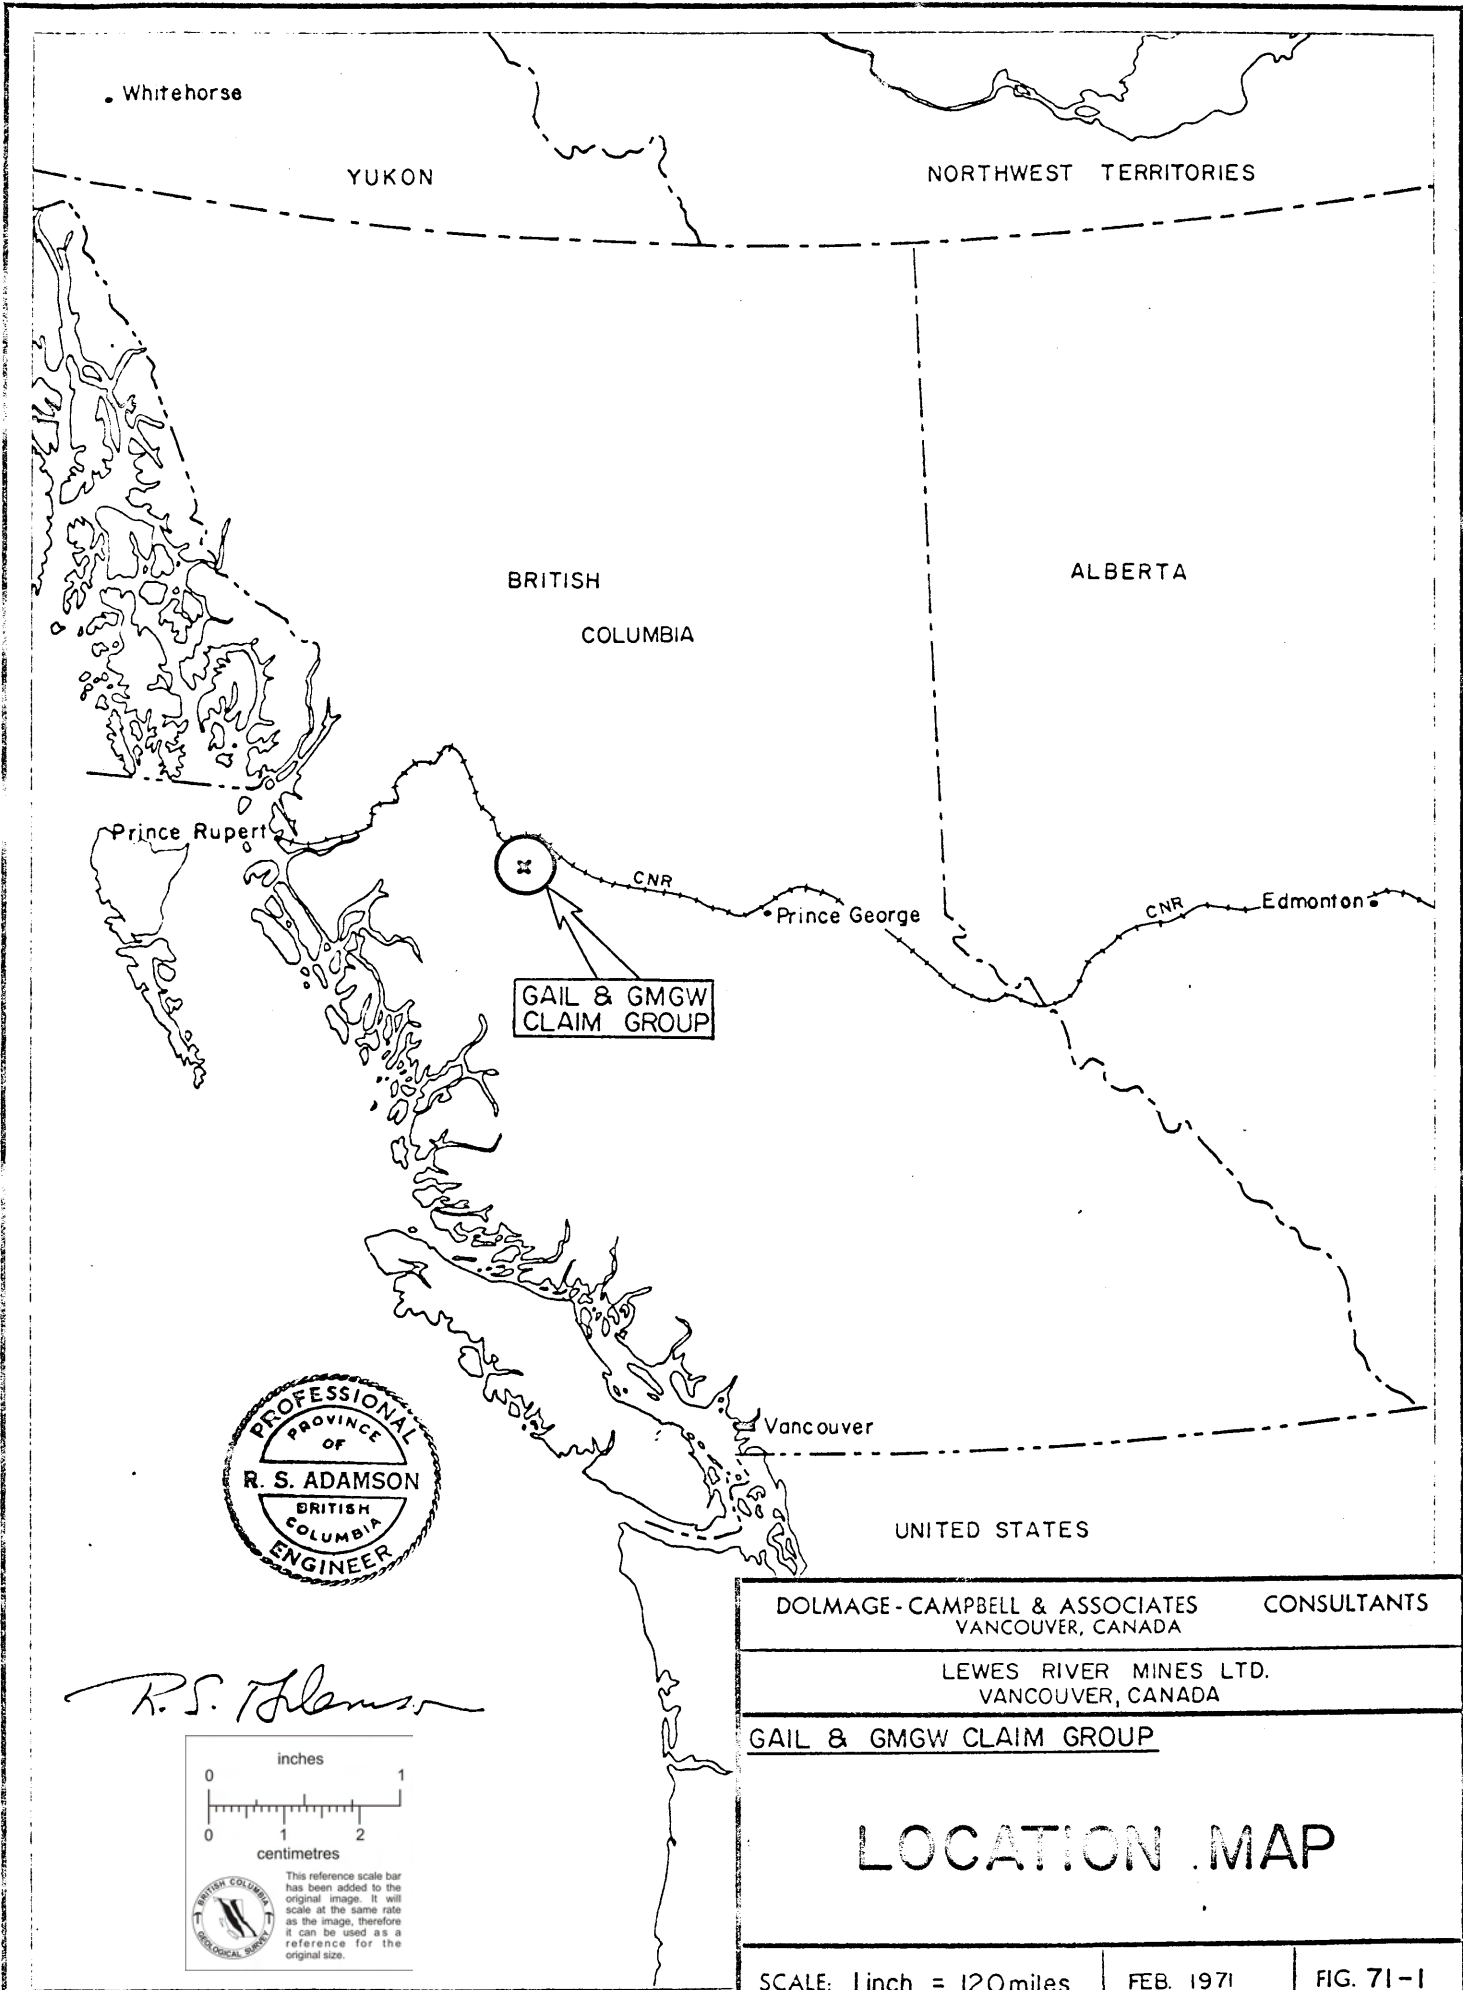 Whitehorse
YUKON
NORTHWEST TERRITORIES
BRITISH
COLUMBIA
ALBERTA
Prince Rupert
CNR
Prince George
CNR
Edmonton
GAIL & GMGW
CLAIM GROUP
Vancouver
UNITED STATES
PROFESSIONAL
PROVINCE
OF
R. S. ADAMSON
BRITISH
COLUMBIA
ENGINEER
R. S. Adamson
inches
0 1
0 1 2
centimetres
This reference scale bar
has been added to the
original image. It will
scale at the same rate
as the image, therefore
it can be used as a
reference for the
original size.
BRITISH COLUMBIA
GEOLOGICAL SURVEY
DOLMAGE-CAMPBELL & ASSOCIATES CONSULTANTS
VANCOUVER, CANADA
LEWES RIVER MINES LTD.
VANCOUVER, CANADA
GAIL & GMGW CLAIM GROUP
LOCATION MAP
SCALE: 1 inch = 120 miles FEB. 1971 FIG. 71-1